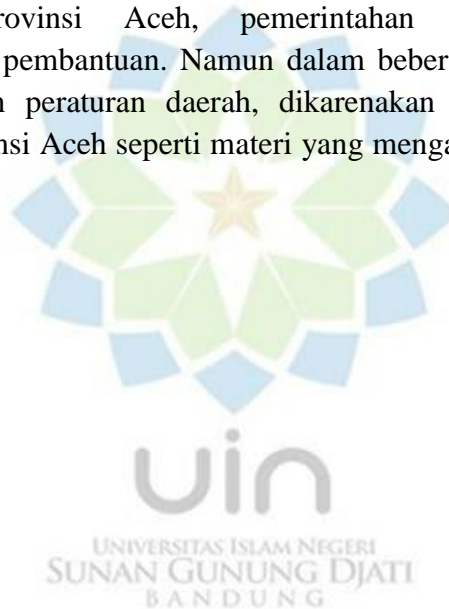 rovinsi Aceh, pemerintahan
pembantuan. Namun dalam beber
peraturan daerah, dikarenakan
nsi Aceh seperti materi yang menga
uin
UNIVERSITAS ISLAM NEGERI
SUNAN GUNUNG DJATI
BANDUNG